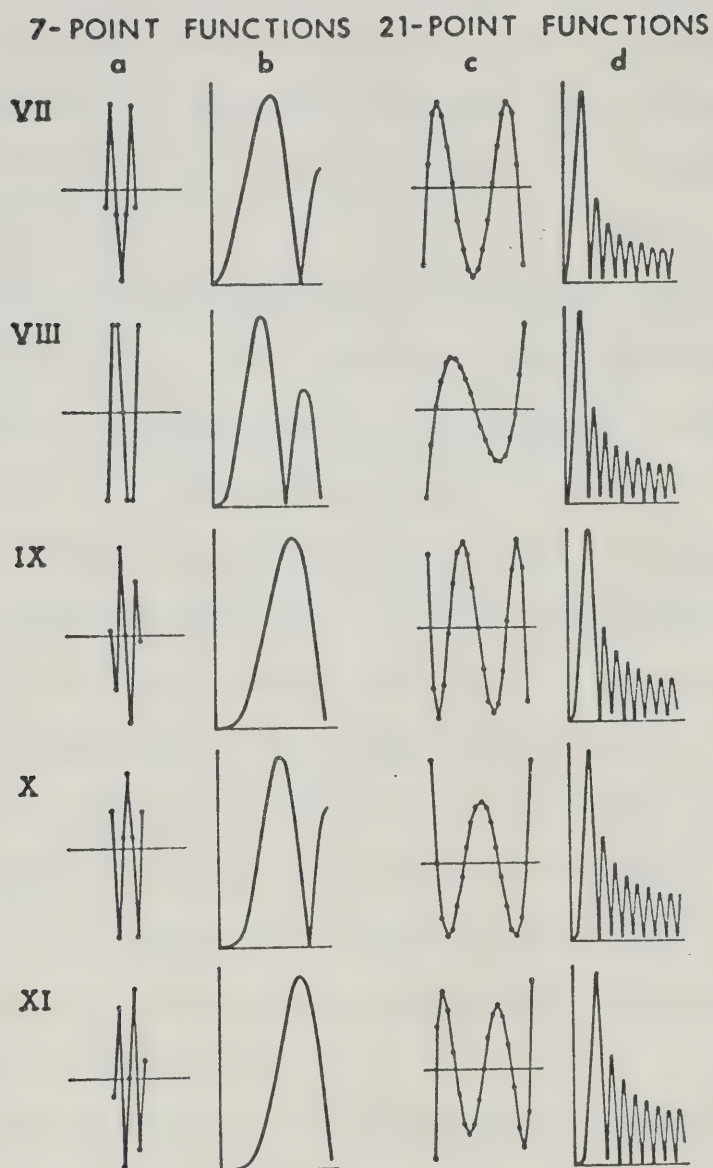 7-POINT FUNCTIONS 21-POINT FUNCTIONS
a b c d
VII
VIII
IX
X
XI